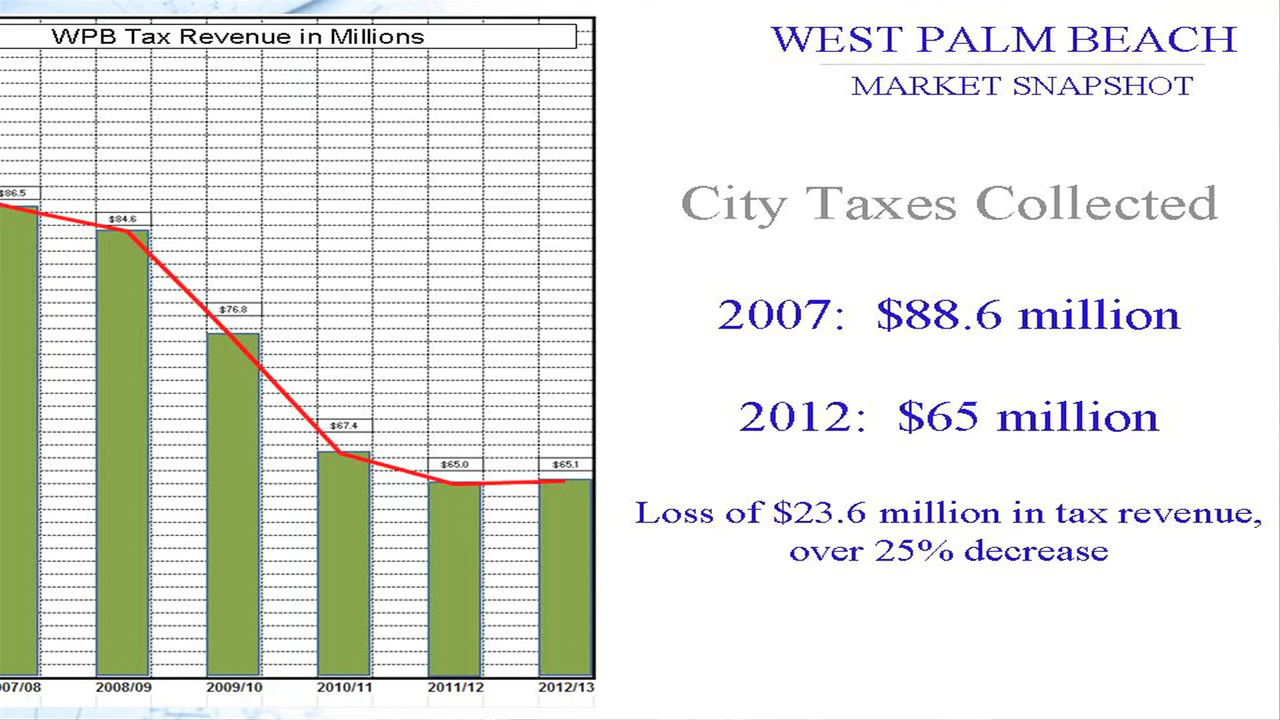 WPB Tax Revenue in Millions
$86.5
$84.6
$76.8
$67.4
$65.0
$65.1
07/08
2008/09
2009/10
2010/11
2011/12
2012/13
WEST PALM BEACH
MARKET SNAPSHOT
City Taxes Collected
2007: $88.6 million
2012: $65 million
Loss of $23.6 million in tax revenue,
over 25% decrease